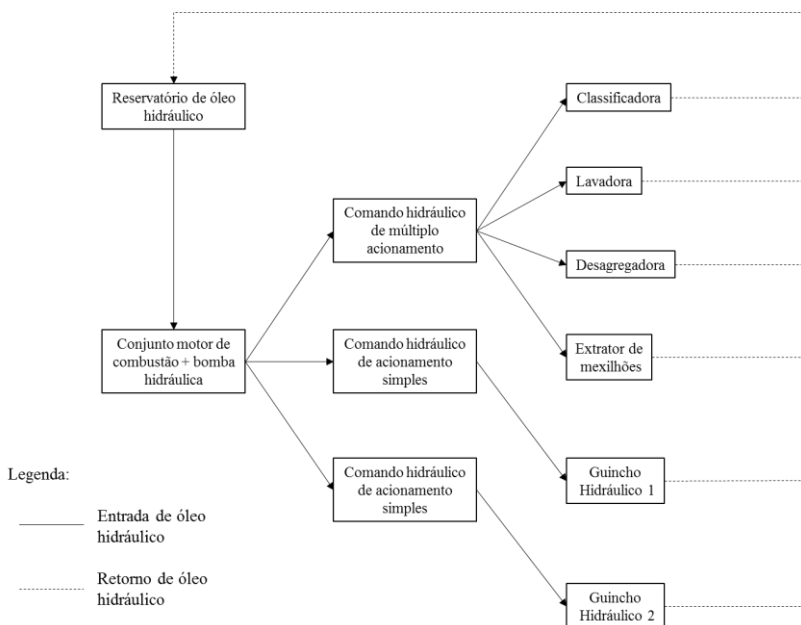 Reservatório de óleo
hidráulico
Classificadora
Lavadora
Comando hidráulico
de múltiplo
acionamento
Desagregadora
Conjunto motor de
combustão + bomba
hidráulica
Comando hidráulico
de acionamento
simples
Extrator de
mexilhões
Comando hidráulico
de acionamento
simples
Guincho
Hidráulico 1
Guincho
Hidráulico 2
Legenda:
Entrada de óleo
hidráulico
Retorno de óleo
hidráulico